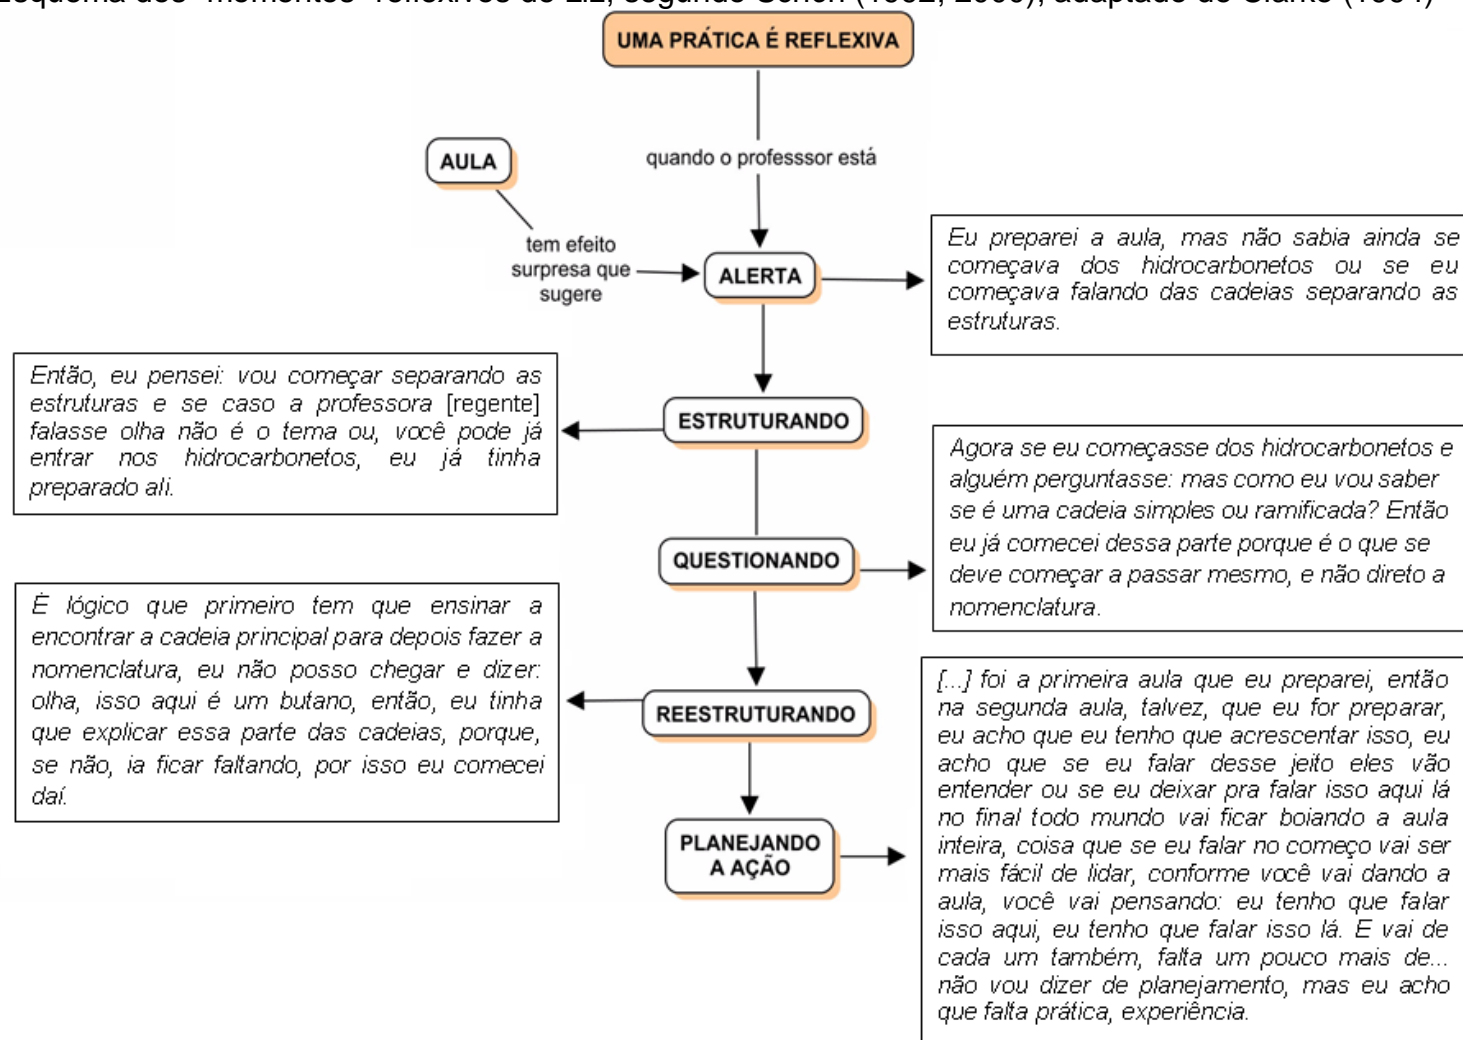 UMA PRÁTICA É REFLEXIVA
quando o professsor está
AULA
tem efeito
surpresa que
sugere
ALERTA
Eu preparei a aula, mas não sabia ainda se
começava dos hidrocarbonetos ou se eu
começava falando das cadeias separando as
estruturas.
ESTRUTURANDO
Então, eu pensei: vou começar separando as
estruturas e se caso a professora [regente]
falasse olha não é o tema ou, você pode já
entrar nos hidrocarbonetos, eu já tinha
preparado ali.
QUESTIONANDO
Agora se eu começasse dos hidrocarbonetos e
alguém perguntasse: mas como eu vou saber
se é uma cadeia simples ou ramificada? Então
eu já comecei dessa parte porque é o que se
deve começar a passar mesmo, e não direto a
nomenclatura.
REESTRUTURANDO
É lógico que primeiro tem que ensinar a
encontrar a cadeia principal para depois fazer a
nomenclatura, eu não posso chegar e dizer:
olha, isso aqui é um butano, então, eu tinha
que explicar essa parte das cadeias, porque,
se não, ia ficar faltando, por isso eu comecei
daí.
PLANEJANDO
A AÇÃO
[...] foi a primeira aula que eu preparei, então
na segunda aula, talvez, que eu for preparar,
eu acho que eu tenho que acrescentar isso, eu
acho que se eu falar desse jeito eles vão
entender ou se eu deixar pra falar isso aqui lá
no final todo mundo vai ficar boiando a aula
inteira, coisa que se eu falar no começo vai ser
mais fácil de lidar, conforme você vai dando a
aula, você vai pensando: eu tenho que falar
isso aqui, eu tenho que falar isso lá. E vai de
cada um também, falta um pouco mais de...
não vou dizer de planejamento, mas eu acho
que falta prática, experiência.